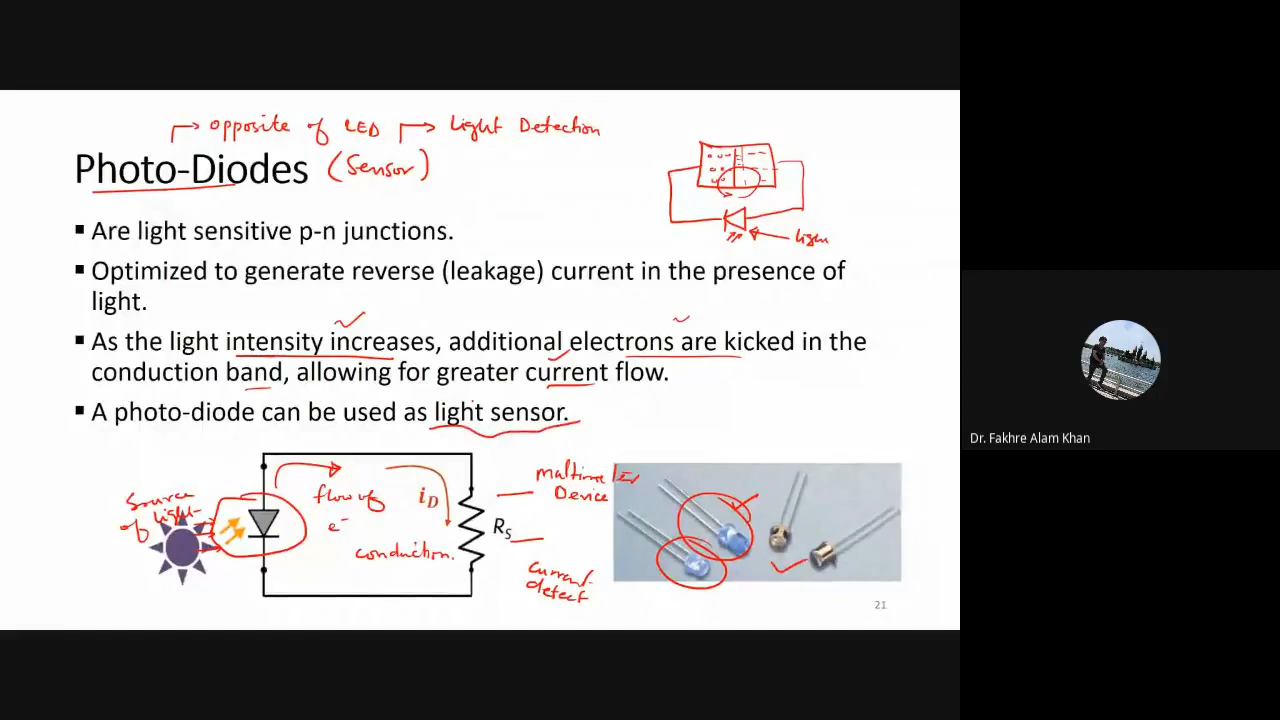 opposite of LED → Light Detection
Photo-Diodes (Sensor)
▪ Are light sensitive p-n junctions.
▪ Optimized to generate reverse (leakage) current in the presence of
light.
▪ As the light intensity increases, additional electrons are kicked in the
conduction band, allowing for greater current flow.
▪ A photo-diode can be used as light sensor.
light
Source
of light
flow of
e-
conduction.
iD
RS
Device
current
detect
21
Dr. Fakhre Alam Khan